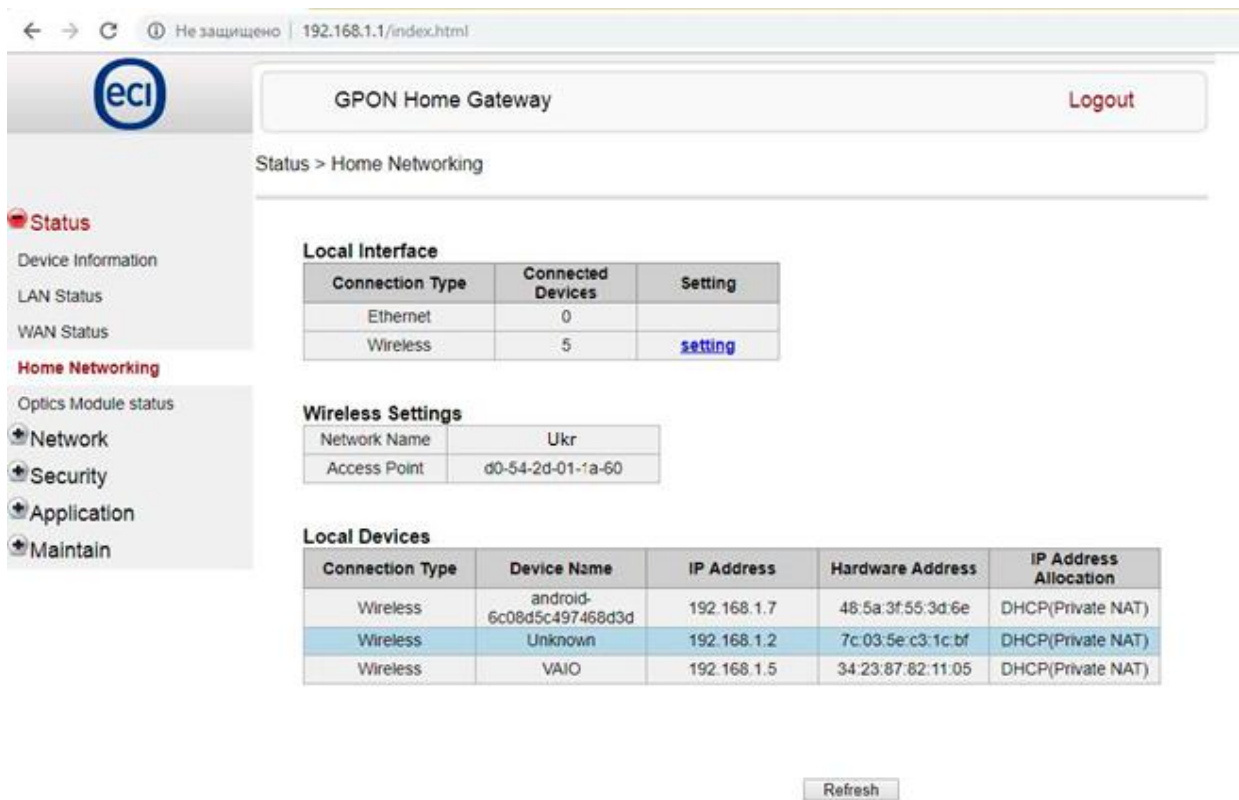 Не защищено | 192.168.1.1/index.html
eci
GPON Home Gateway
Logout
Status > Home Networking
Status
Device Information
LAN Status
WAN Status
Home Networking
Optics Module status
Network
Security
Application
Maintain
Local Interface
Connection Type Connected Devices Setting
Ethernet 0
Wireless 5 setting
Wireless Settings
Network Name Ukr
Access Point d0-54-2d-01-1a-60
Local Devices
Connection Type Device Name IP Address Hardware Address IP Address Allocation
Wireless android-6c08d5c497468d3d 192.168.1.7 48:5a:3f:55:3d:6e DHCP(Private NAT)
Wireless Unknown 192.168.1.2 7c:03:5e:c3:1c:bf DHCP(Private NAT)
Wireless VAIO 192.168.1.5 34:23:87:82:11:05 DHCP(Private NAT)
Refresh